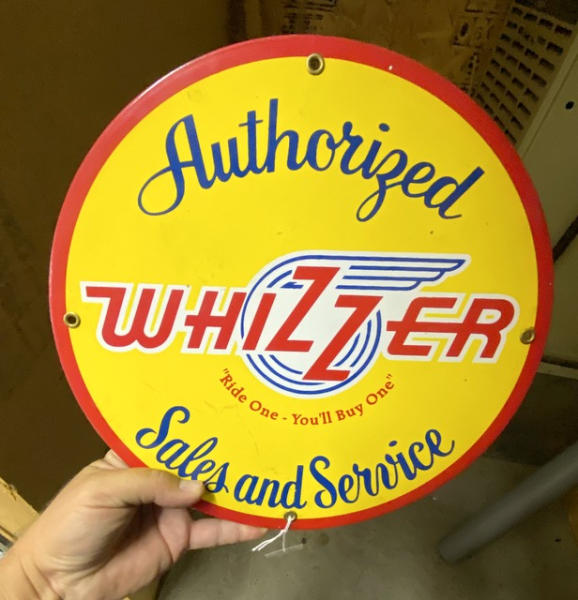 Authorized
WHIZZER
"Ride One - You'll Buy One"
Sales and Service